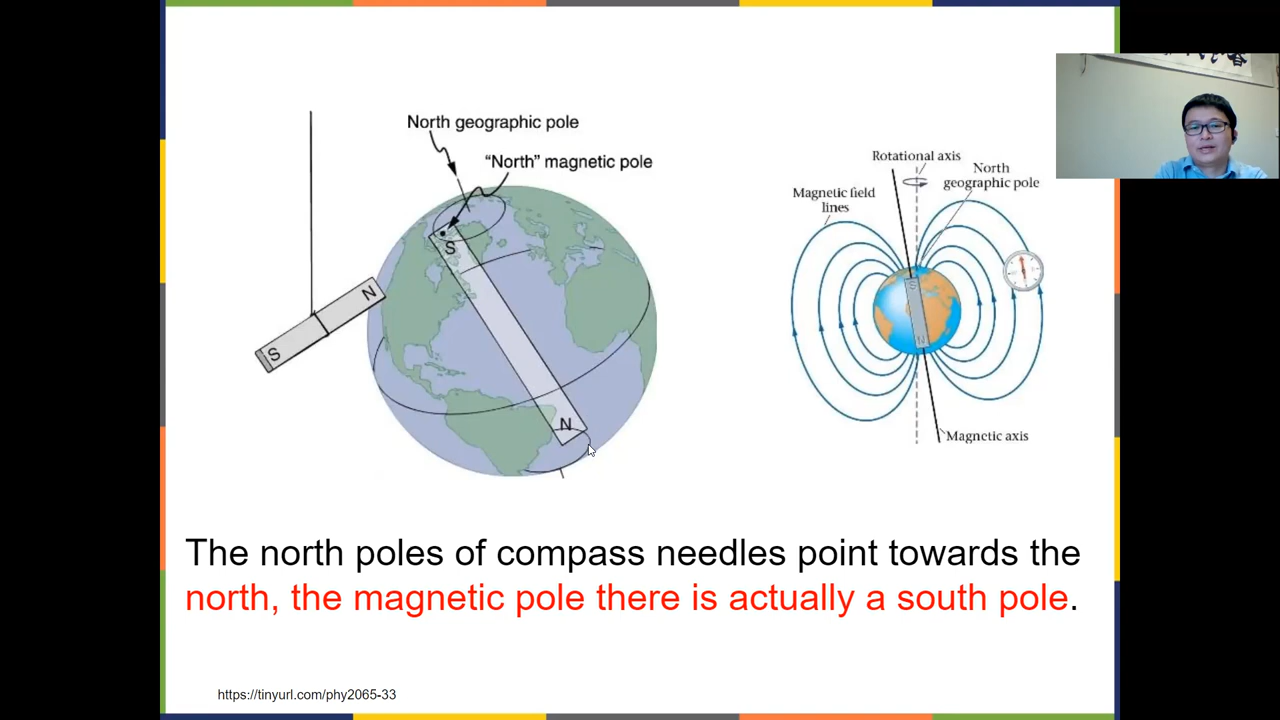 North geographic pole
“North” magnetic pole
S
N
S
N
Rotational axis
North
geographic pole
Magnetic field
lines
S
N
Magnetic axis
The north poles of compass needles point towards the
north, the magnetic pole there is actually a south pole.
https://tinyurl.com/phy2065-33